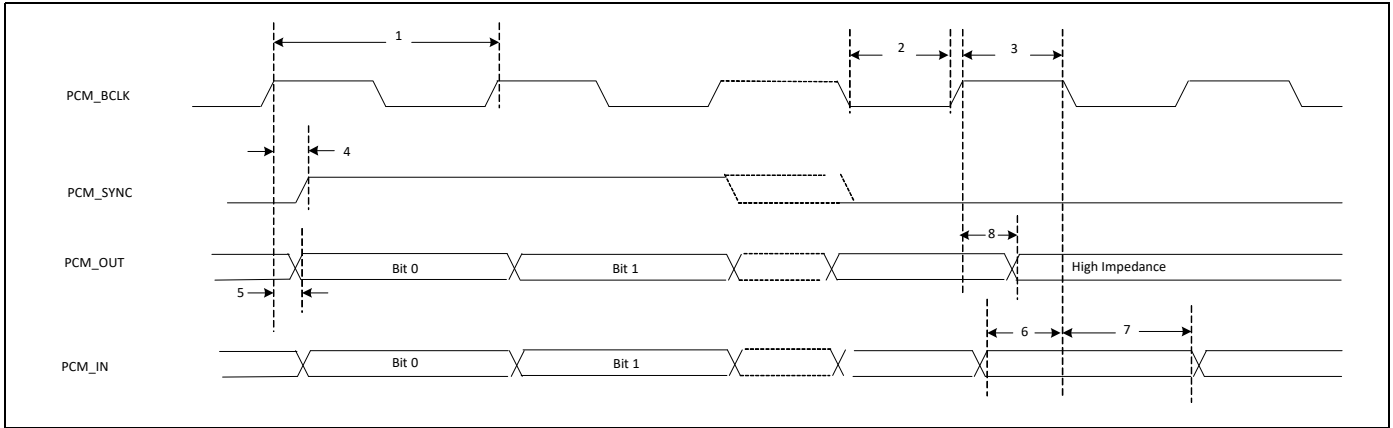 1
2
3
PCM_BCLK
4
PCM_SYNC
8
PCM_OUT
Bit 0
Bit 1
High Impedance
5
6
7
PCM_IN
Bit 0
Bit 1